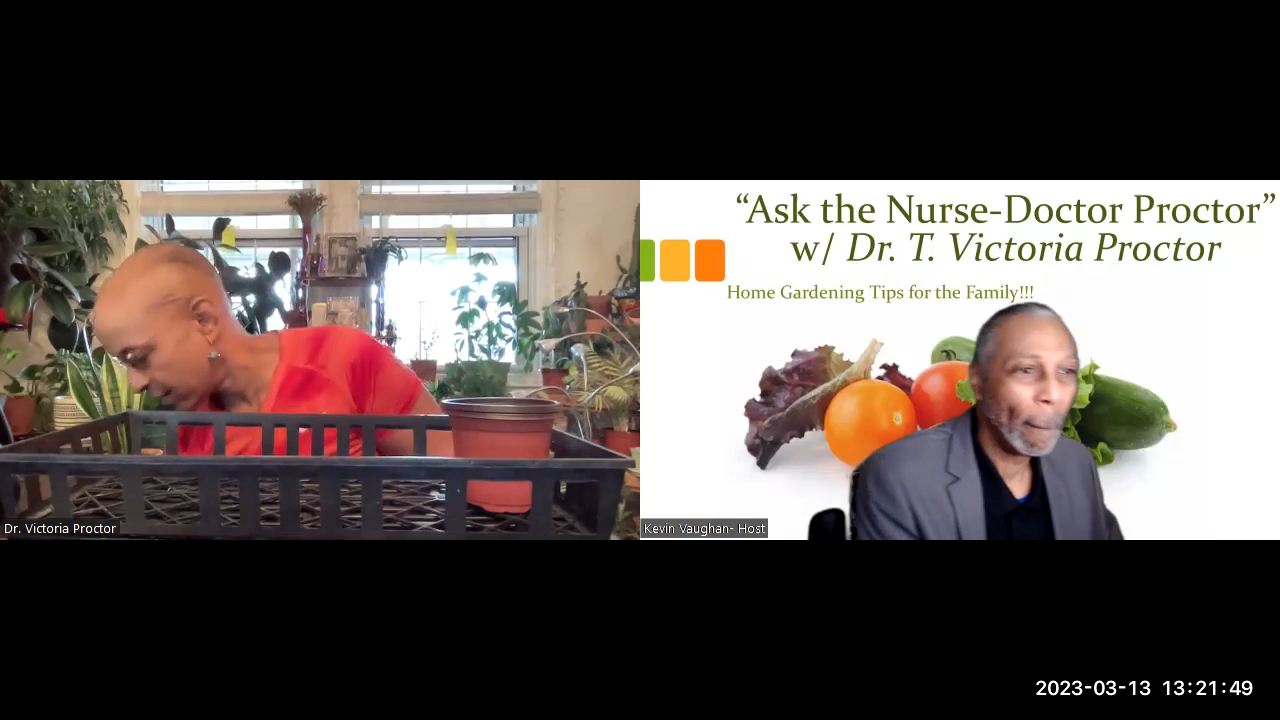 “Ask the Nurse-Doctor Proctor”
w/ Dr. T. Victoria Proctor
Home Gardening Tips for the Family!!!
Dr. Victoria Proctor
Kevin Vaughan- Host
2023-03-13 13:21:49